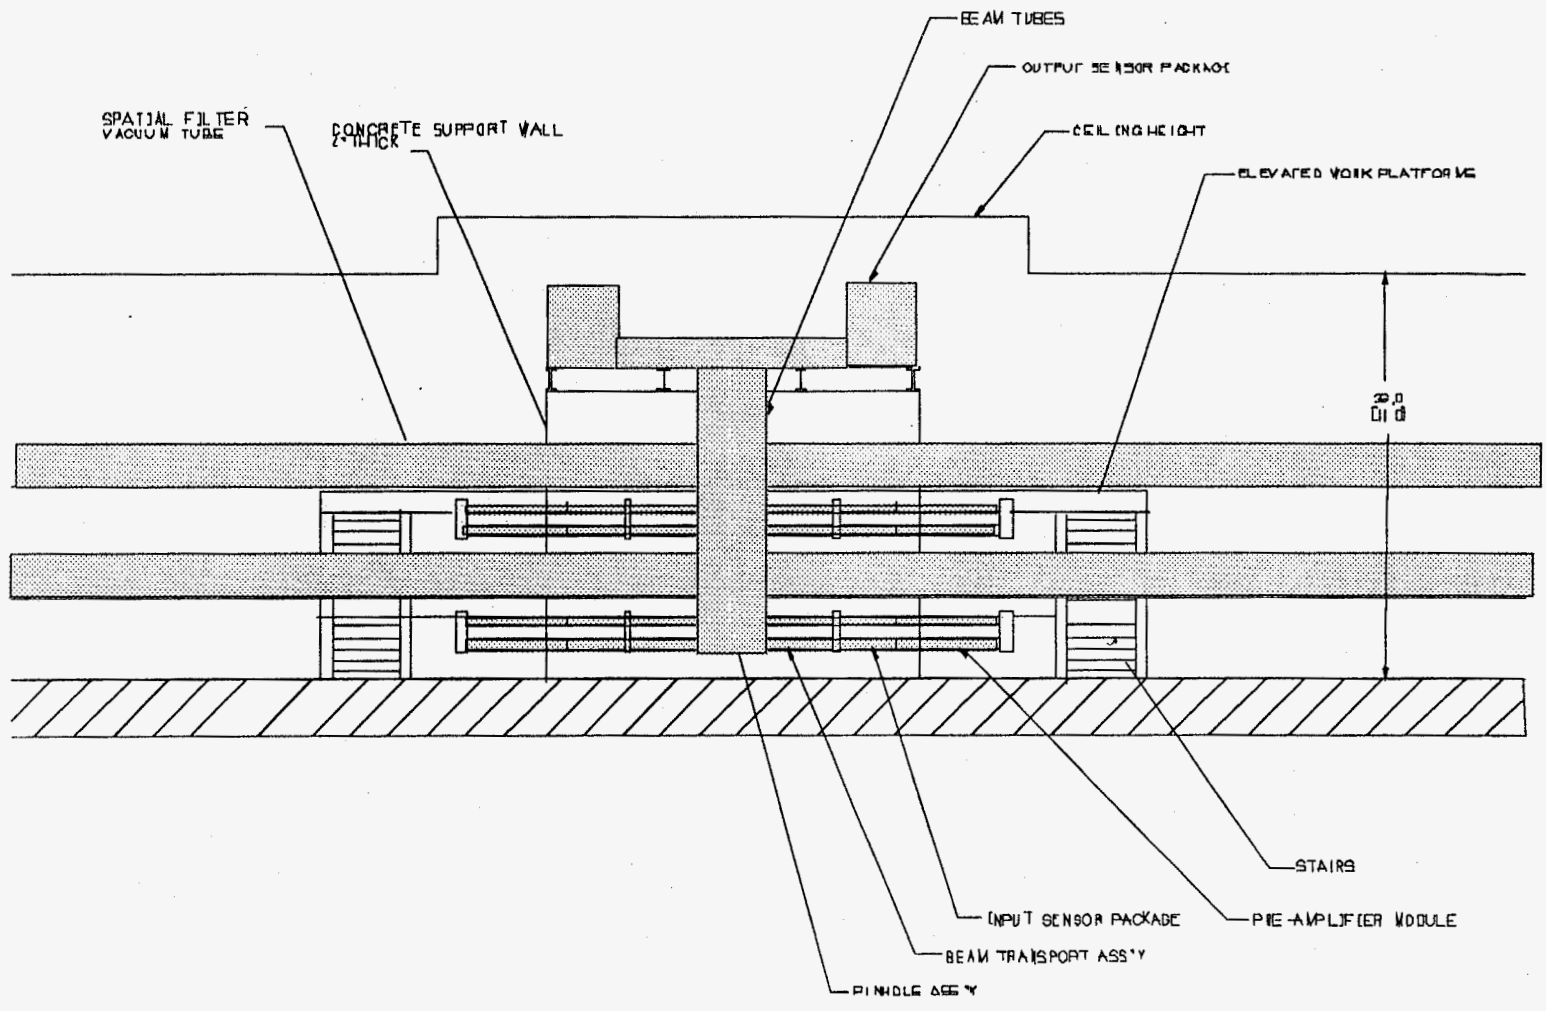 BEAM TUBES
OUTPUT SENSOR PACKAGE
SPATIAL FILTER
VACUUM TUBE
CONCRETE SUPPORT WALL
THICK
CEILING HEIGHT
ELEVATED WORK PLATFORMS
STAIRS
INPUT SENSOR PACKAGE
PRE-AMPLIFIER MODULE
BEAM TRANSPORT ASS'Y
PINHOLE ASS'Y